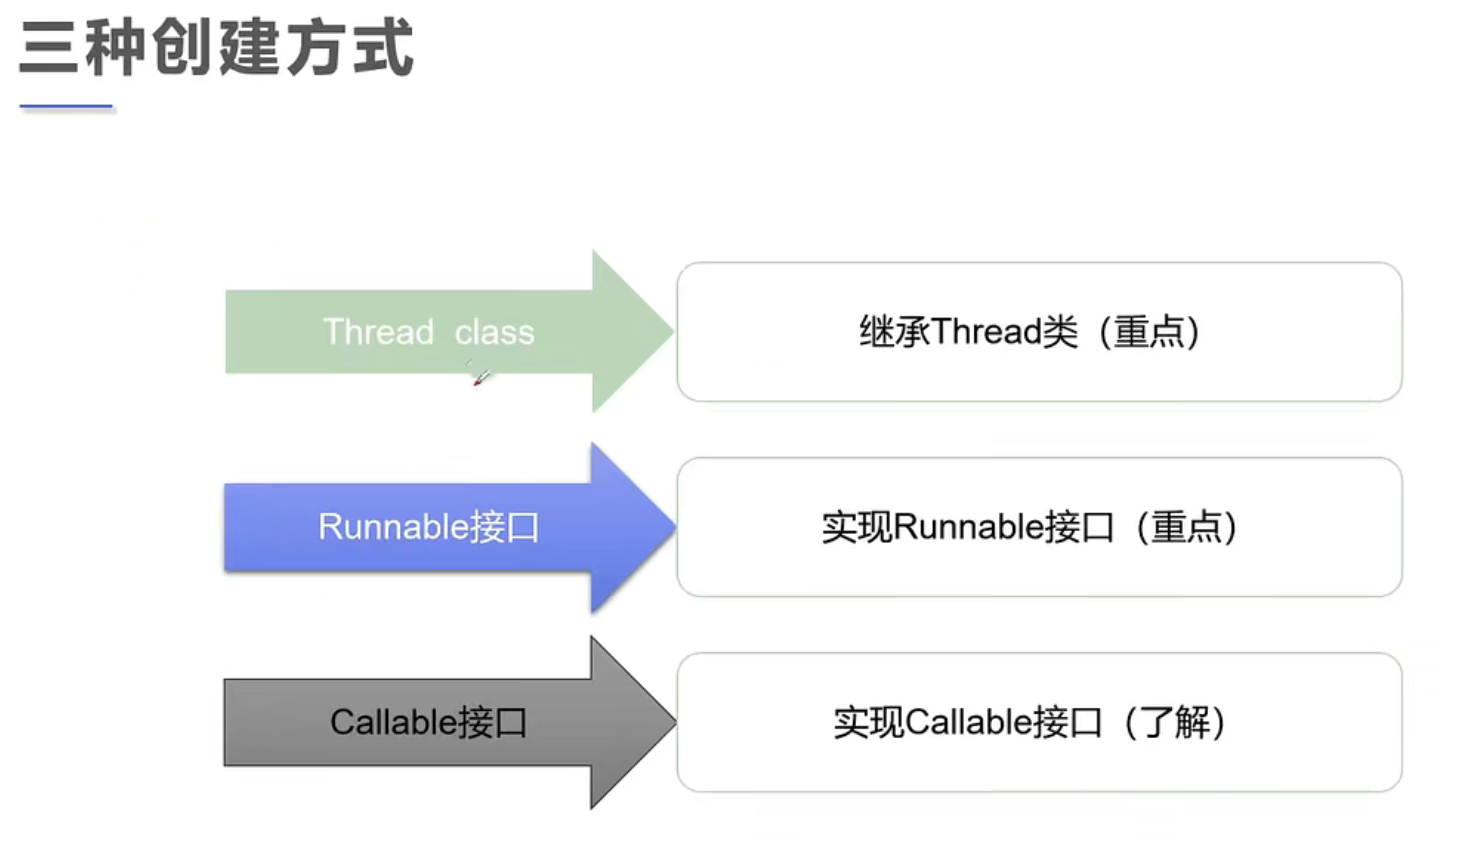 三种创建方式
Thread class
继承Thread类（重点）
Runnable接口
实现Runnable接口（重点）
Callable接口
实现Callable接口（了解）